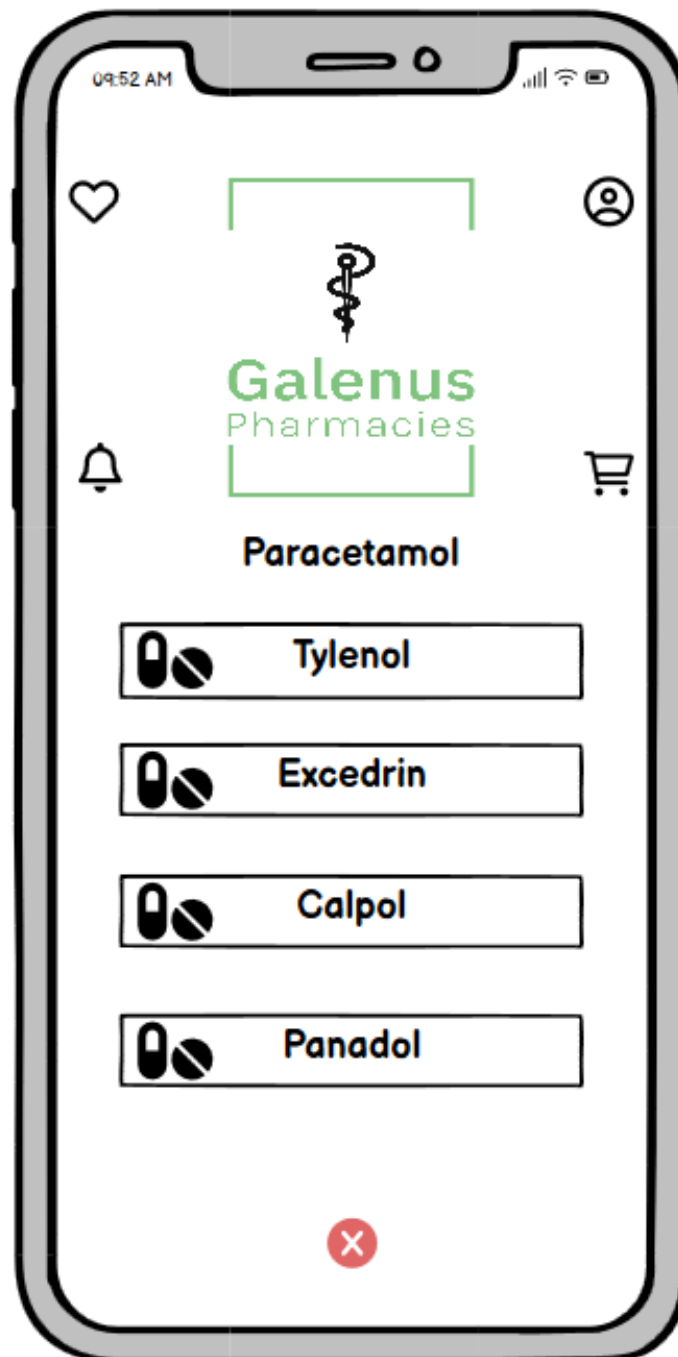 09:52 AM
Galenus
Pharmacies
Paracetamol
Tylenol
Excedrin
Calpol
Panadol